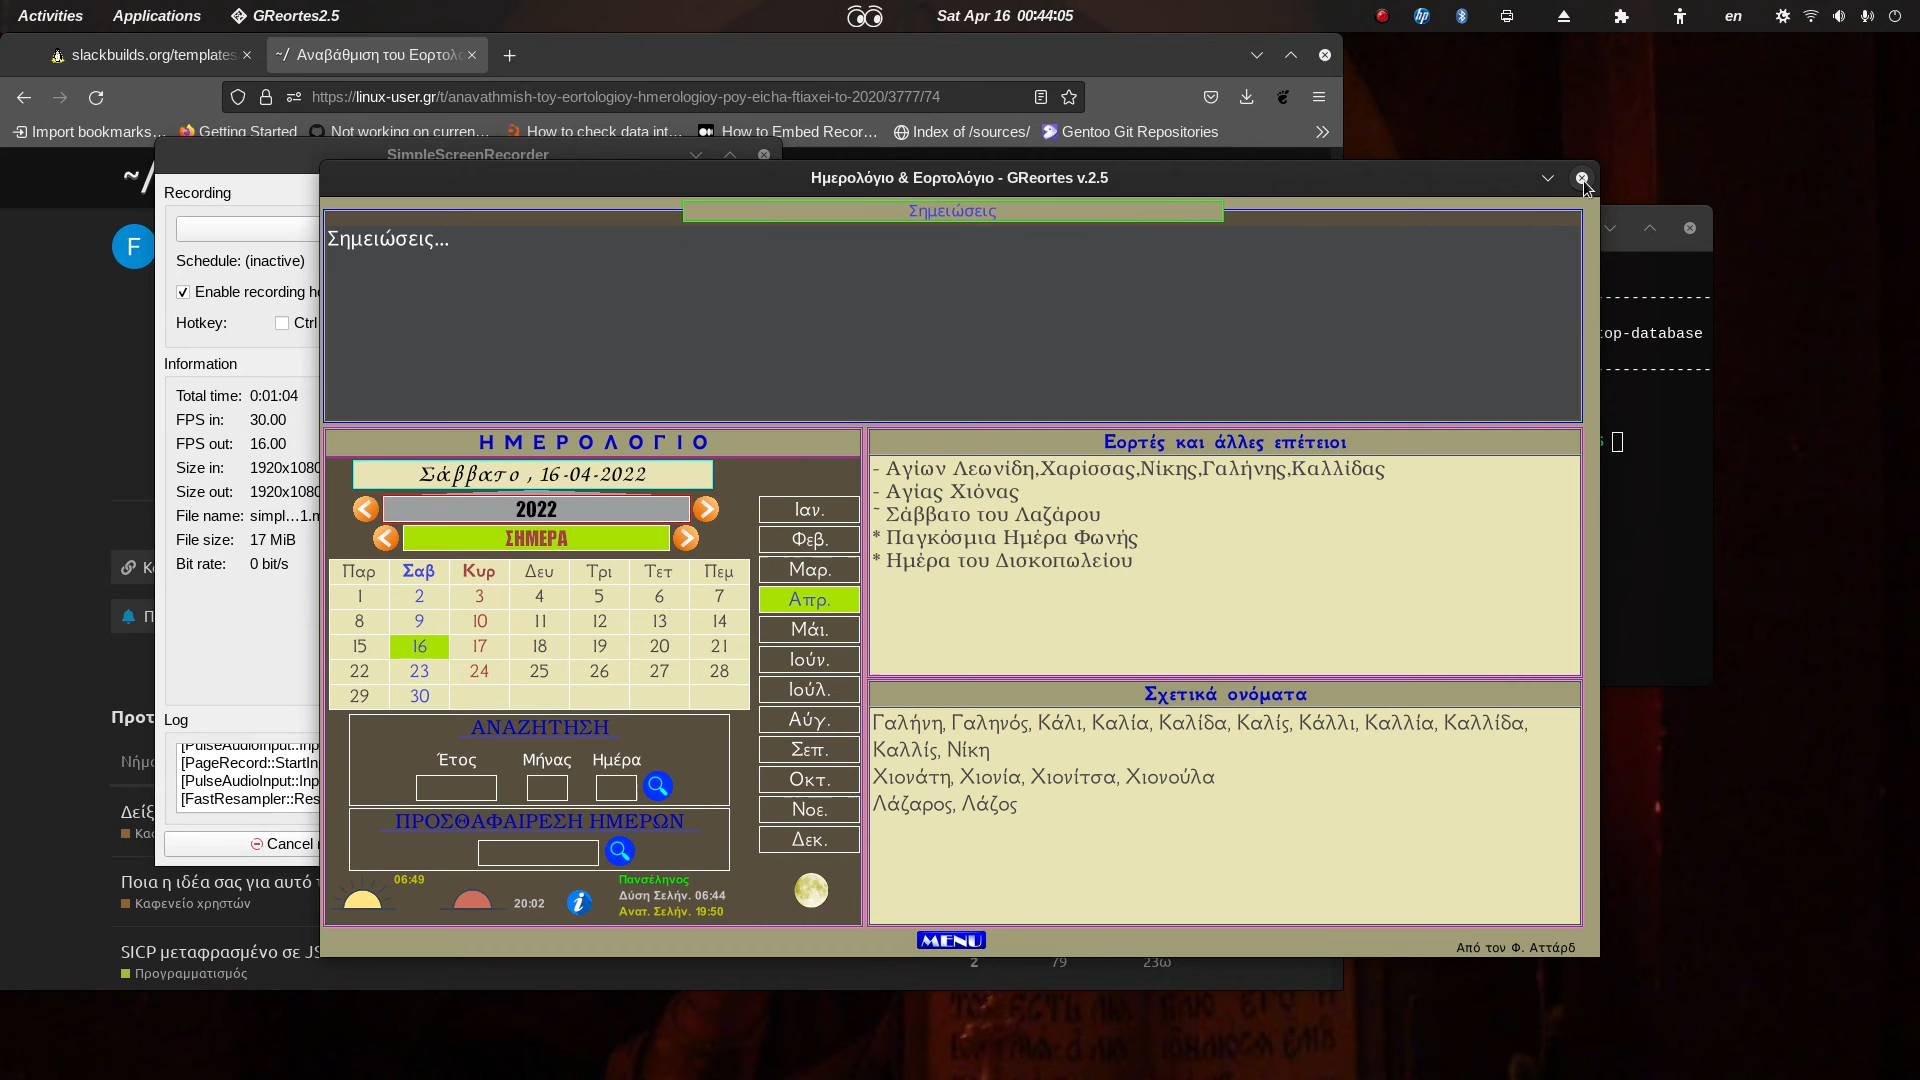 Activities Applications GReortes2.5 Sat Apr 16 00:44:05 en
slackbuilds.org/templates ~/ Αναβάθμιση του Εορτολο
https://linux-user.gr/t/anavathmish-toy-eortologioy-hmerologioy-poy-eicha-ftiaxei-to-2020/3777/74
Import bookmarks… Getting Started Not working on curren… How to check data int… How to Embed Recor… Index of /sources/ Gentoo Git Repositories
SimpleScreenRecorder
~/
F
Recording
Schedule: (inactive)
Enable recording h
Hotkey: Ctrl
Information
Total time: 0:01:04
FPS in: 30.00
FPS out: 16.00
Size in: 1920x1080
Size out: 1920x1080
File name: simpl…1.m
File size: 17 MiB
Bit rate: 0 bit/s
Log
[PulseAudioInput::Inp
[PageRecord::StartInp
[PulseAudioInput::Inp
[FastResampler::Res
Cancel
Προτ
Νήμα
Δείξ
Κα
Ποια η ιδέα σας για αυτό τ
Καφενείο χρηστών
SICP μεταφρασμένο σε JS
Προγραμματισμός
2 79 23ω
Ημερολόγιο & Εορτολόγιο - GReortes v.2.5
Σημειώσεις
Σημειώσεις...
ΗΜΕΡΟΛΟΓΙΟ
Σάββατο , 16-04-2022
2022
ΣΗΜΕΡΑ
Παρ Σαβ Κυρ Δευ Τρι Τετ Πεμ
1 2 3 4 5 6 7
8 9 10 11 12 13 14
15 16 17 18 19 20 21
22 23 24 25 26 27 28
29 30
Ιαν.
Φεβ.
Μαρ.
Απρ.
Μάι.
Ιούν.
Ιούλ.
Αύγ.
Σεπ.
Οκτ.
Νοε.
Δεκ.
ΑΝΑΖΗΤΗΣΗ
Έτος Μήνας Ημέρα
ΠΡΟΣΘΑΦΑΙΡΕΣΗ ΗΜΕΡΩΝ
06:49
20:02
Πανσέληνος
Δύση Σελήν. 06:44
Ανατ. Σελήν. 19:50
Εορτές και άλλες επέτειοι
- Αγίων Λεωνίδη,Χαρίσσας,Νίκης,Γαλήνης,Καλλίδας
- Αγίας Χιόνας
~ Σάββατο του Λαζάρου
* Παγκόσμια Ημέρα Φωνής
* Ημέρα του Δισκοπωλείου
Σχετικά ονόματα
Γαλήνη, Γαληνός, Κάλι, Καλία, Καλίδα, Καλίς, Κάλλι, Καλλία, Καλλίδα,
Καλλίς, Νίκη
Χιονάτη, Χιονία, Χιονίτσα, Χιονούλα
Λάζαρος, Λάζος
MENU
Από τον Φ. Αττάρδ
-------------
top-database
-------------